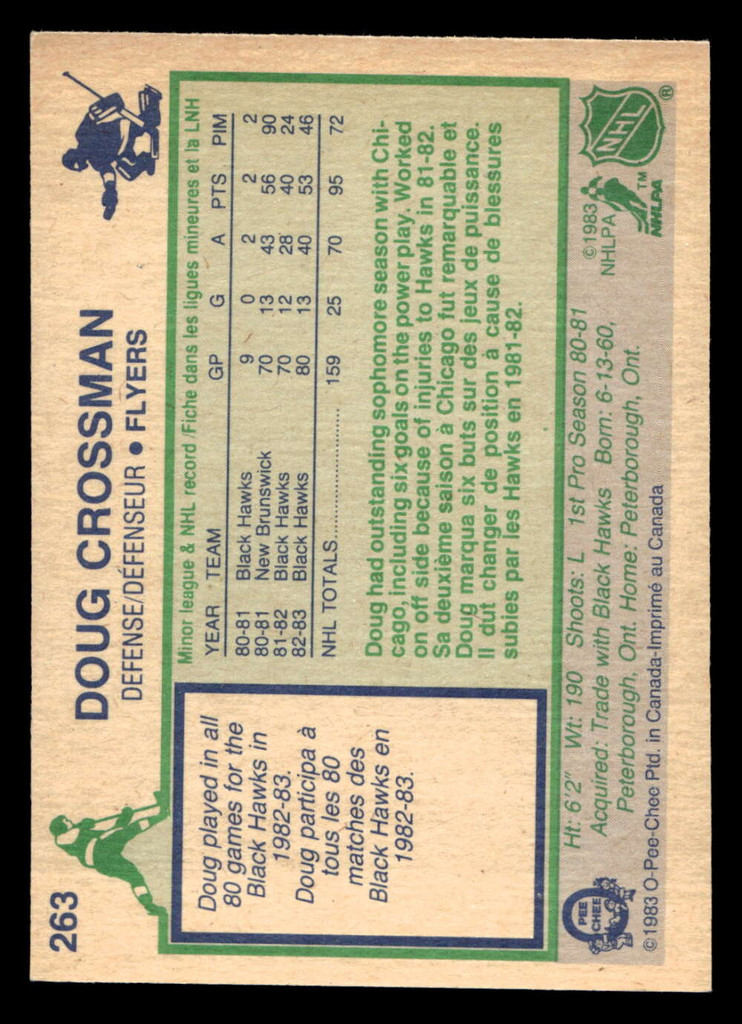 263
DOUG CROSSMAN
DEFENSE/DÉFENSEUR • FLYERS
Doug played in all
80 games for the
Black Hawks in
1982-83.
Doug participa à
tous les 80
matches des
Black Hawks en
1982-83.
Minor league & NHL record/Fiche dans les ligues mineures et la LNH
YEAR TEAM GP G A PTS PIM
80-81 Black Hawks 9 0 2 2 2
80-81 New Brunswick 70 13 43 56 90
81-82 Black Hawks 70 12 28 40 24
82-83 Black Hawks 80 13 40 53 46
NHL TOTALS 159 25 70 95 72
Doug had outstanding sophomore season with Chi-
cago, including six goals on the power play. Worked
on off side because of injuries to Hawks in 81-82.
Sa deuxième saison à Chicago fut remarquable et
Doug marqua six buts sur des jeux de puissance.
Il dut changer de position à cause de blessures
subies par les Hawks en 1981-82.
Ht: 6'2" Wt: 190 Shoots: L 1st Pro Season 80-81
Acquired: Trade with Black Hawks Born: 6-13-60,
Peterborough, Ont. Home: Peterborough, Ont.
©1983 O-Pee-Chee Ptd. in Canada-Imprimé au Canada
O
PEE
CHEE
©1983
NHLPA
NHLPA
TM
NHL
®